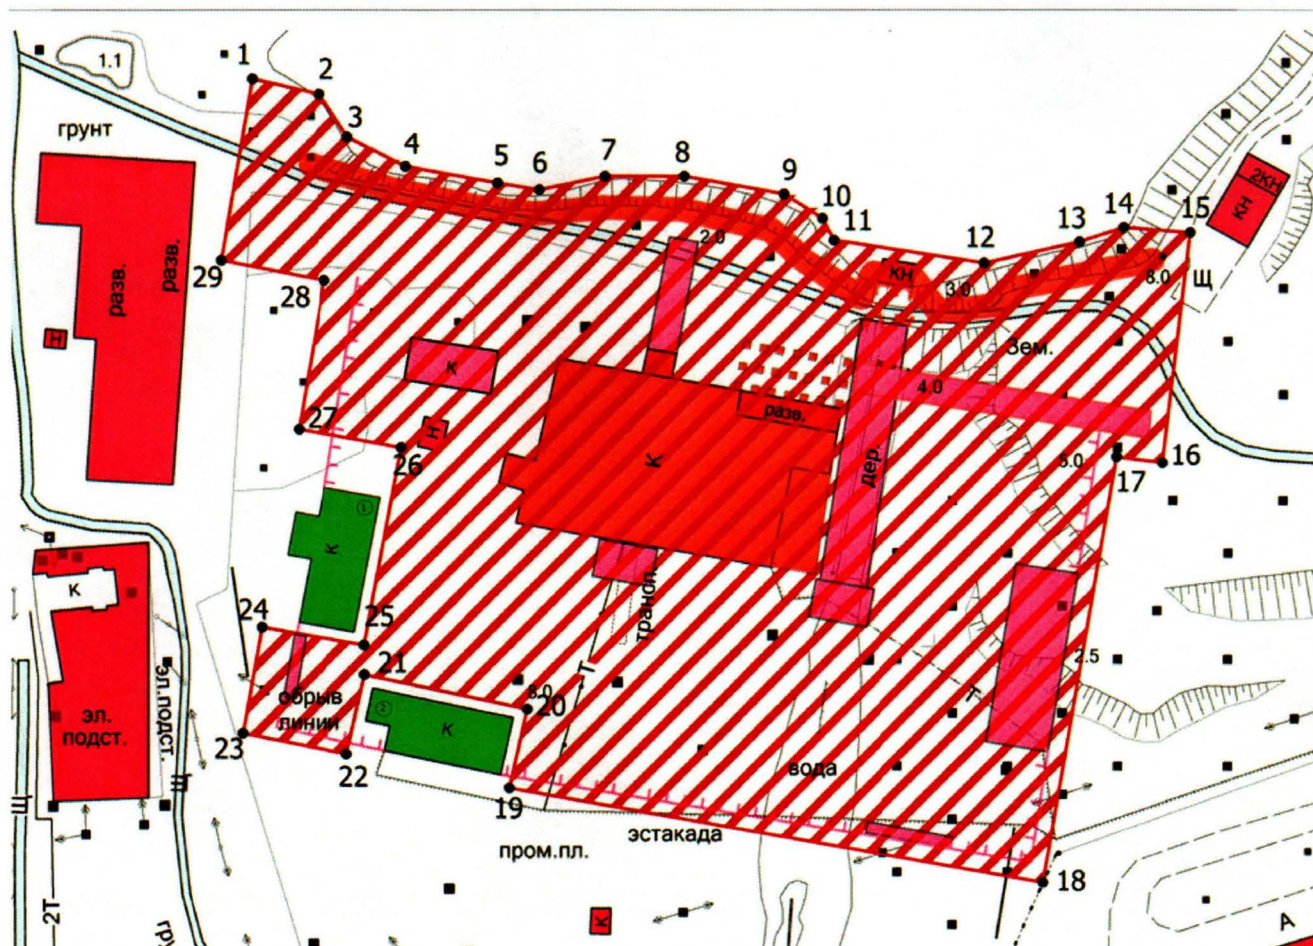 1.1
1
2
3
4
5
6
7
8
9
10
11
12
13
14
15
2КН
КН
грунт
разв.
разв.
Н
29
28
2.0
КН
3.0
8.0
Щ
Зем.
4.0
К
разв.
27
Н
26
К
дер.
5.0
17
16
1
К
К
24
25
трансп.
Т
21
обрыв
линии
эл.подст.
эл.
подст.
Щ
Щ
23
22
2
К
8.0
20
Т
2.5
вода
19
эстакада
пром.пл.
18
2Т
К
А